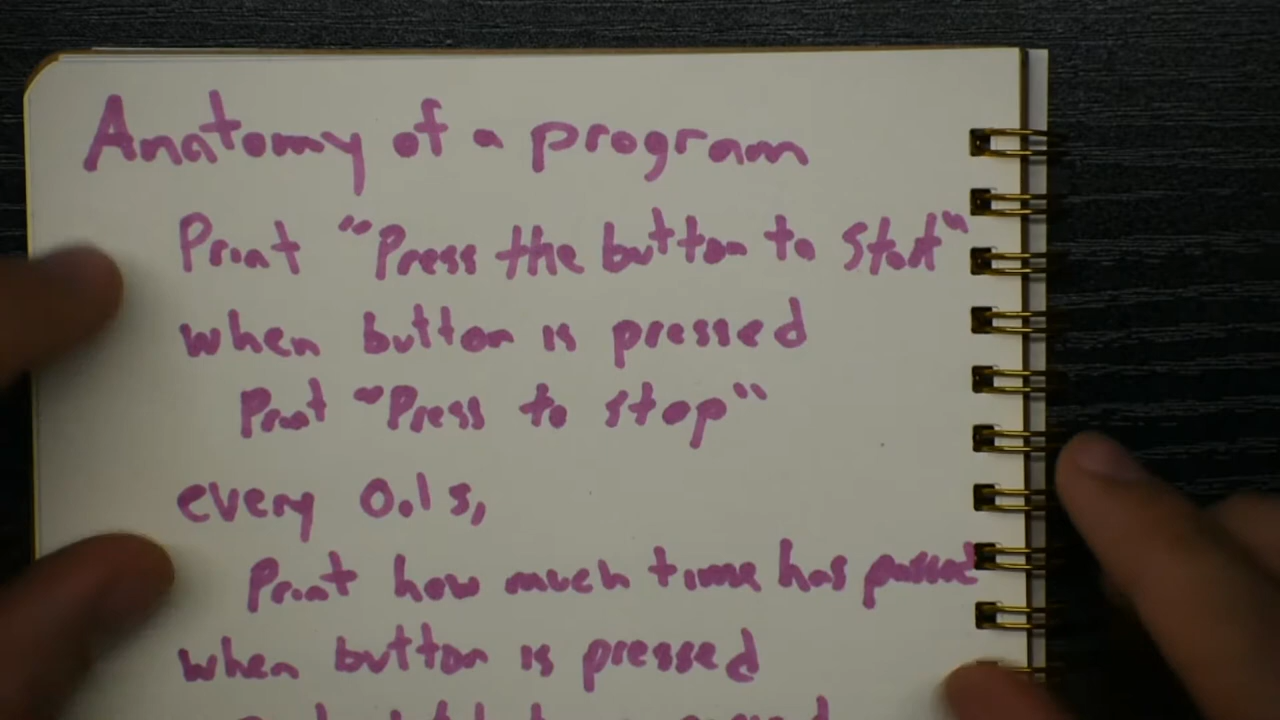 Anatomy of a program
Print "Press the button to start"
when button is pressed
Print "Press to stop"
every 0.1s,
Print how much time has passed
when button is pressed